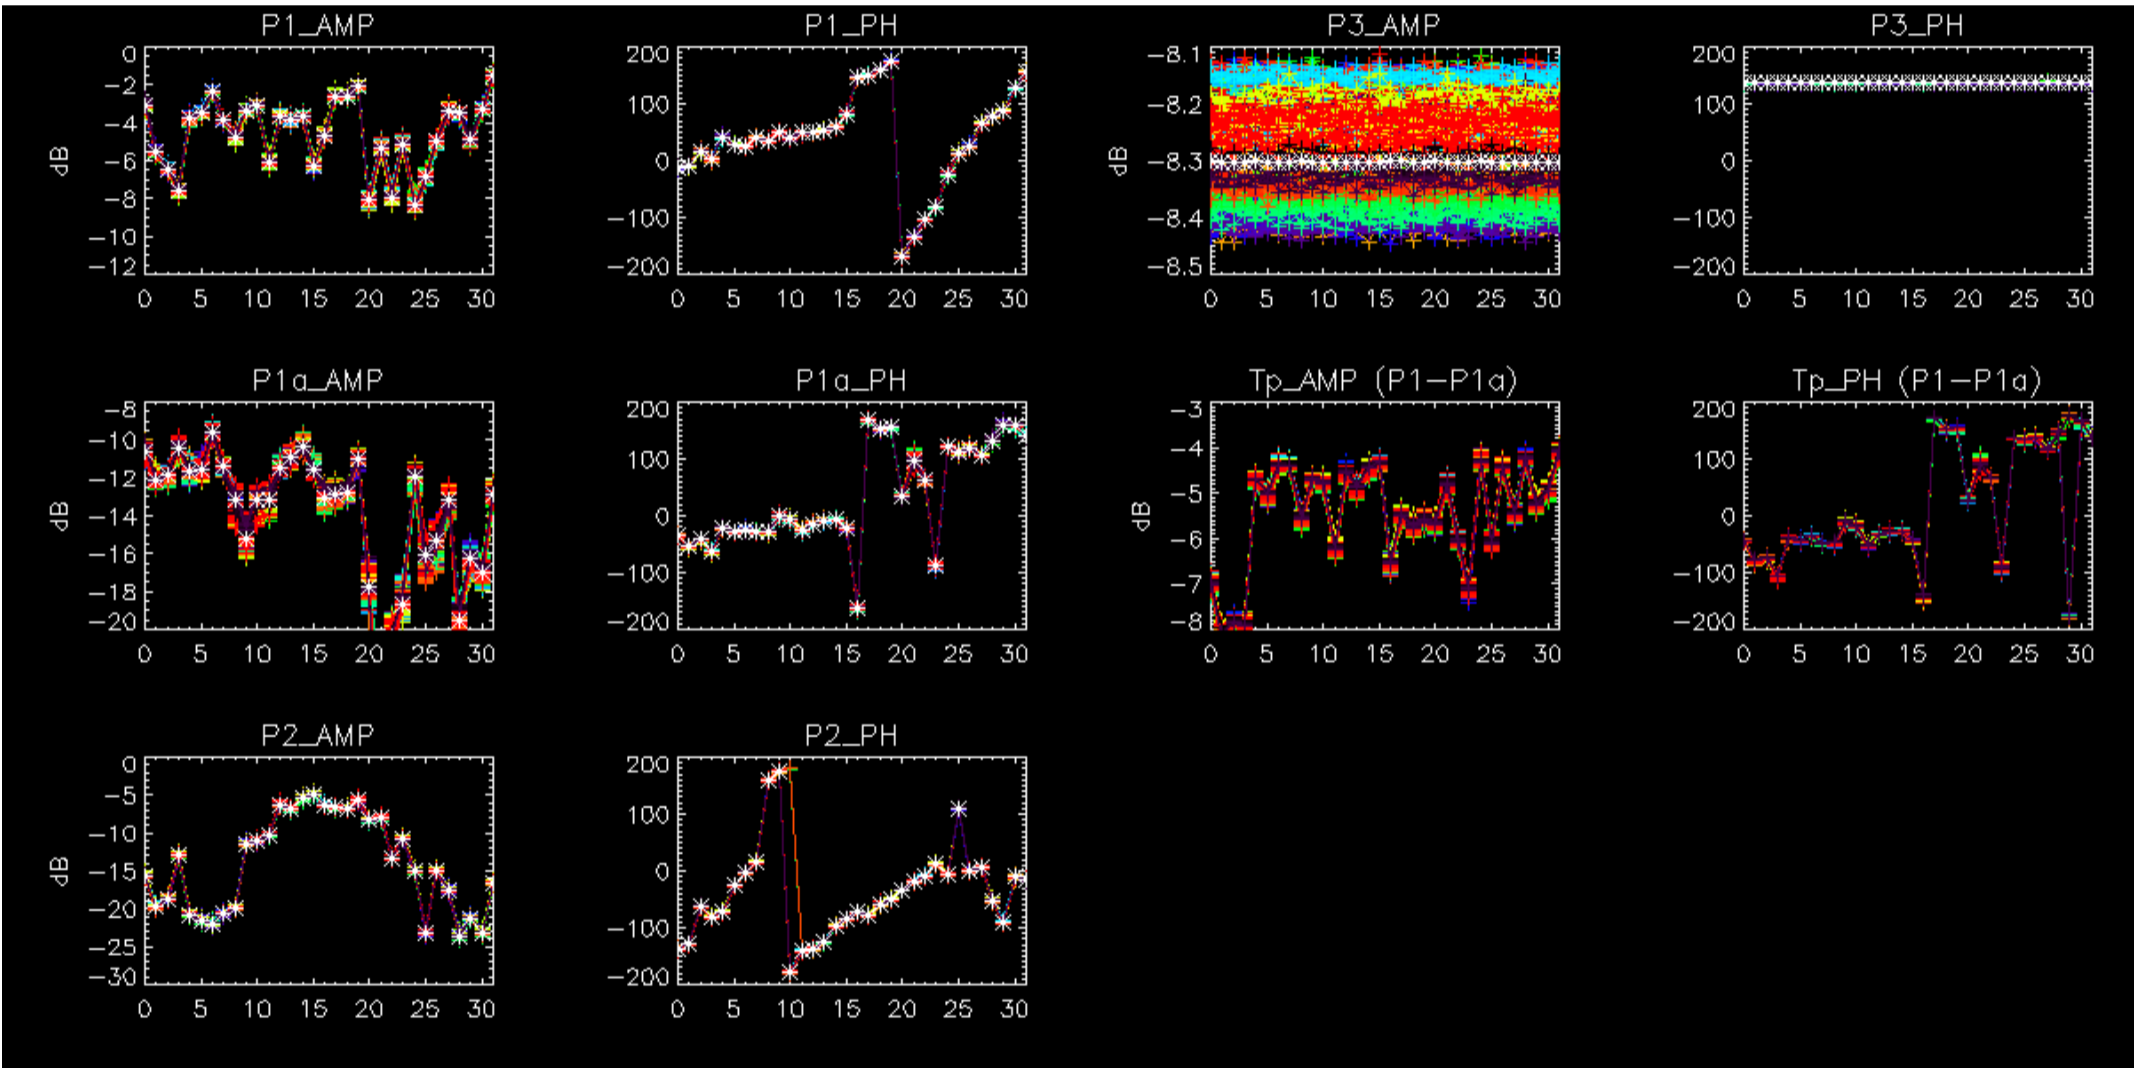 P1_AMP
P1_PH
P3_AMP
P3_PH
dB
0
-2
-4
-6
-8
-10
-12
0 5 10 15 20 25 30
200
100
0
-100
-200
0 5 10 15 20 25 30
dB
-8.1
-8.2
-8.3
-8.4
-8.5
0 5 10 15 20 25 30
200
100
0
-100
-200
0 5 10 15 20 25 30
P1a_AMP
P1a_PH
Tp_AMP (P1-P1a)
Tp_PH (P1-P1a)
dB
-8
-10
-12
-14
-16
-18
-20
0 5 10 15 20 25 30
200
100
0
-100
-200
0 5 10 15 20 25 30
dB
-3
-4
-5
-6
-7
-8
0 5 10 15 20 25 30
200
100
0
-100
-200
0 5 10 15 20 25 30
P2_AMP
P2_PH
dB
0
-5
-10
-15
-20
-25
-30
0 5 10 15 20 25 30
200
100
0
-100
-200
0 5 10 15 20 25 30